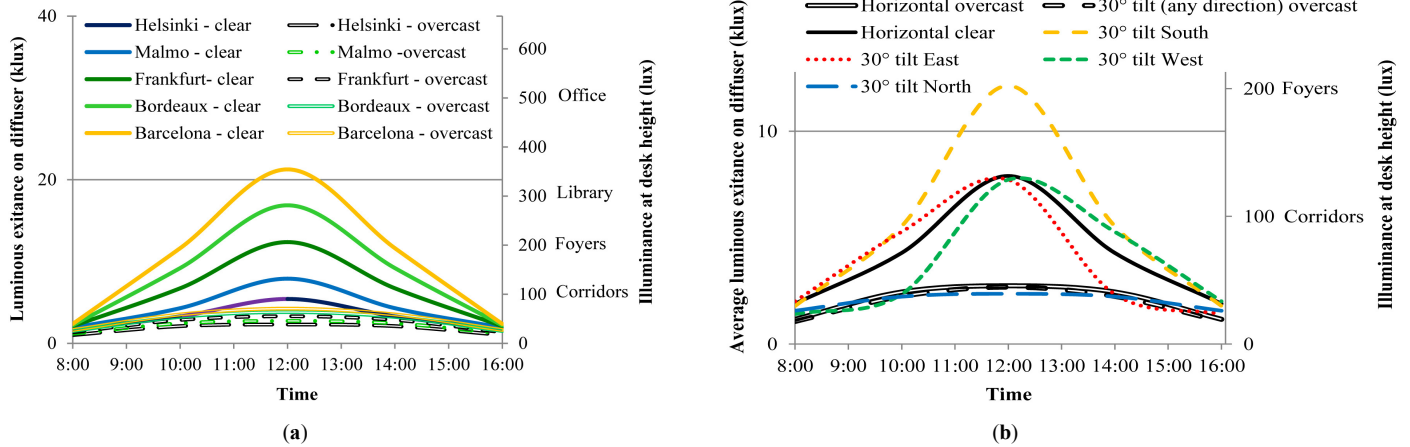 Luminous exitance on diffuser (klux)
40
20
0
Helsinki - clear
Helsinki - overcast
Malmo - clear
Malmo -overcast
Frankfurt- clear
Frankfurt - overcast
Bordeaux - clear
Bordeaux - overcast
Barcelona - clear
Barcelona - overcast
600
500 Office
400
300 Library
200 Foyers
100 Corridors
0
Illuminance at desk height (lux)
8:00 9:00 10:00 11:00 12:00 13:00 14:00 15:00 16:00
Time
(a)
Average luminous exitance on diffuser (klux)
10
0
Horizontal overcast
30° tilt (any direction) overcast
Horizontal clear
30° tilt South
30° tilt East
30° tilt West
30° tilt North
200 Foyers
100 Corridors
0
Illuminance at desk height (lux)
8:00 9:00 10:00 11:00 12:00 13:00 14:00 15:00 16:00
Time
(b)